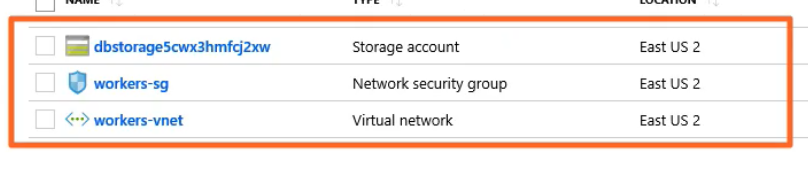 NAME TYPE LOCATION
dbstorage5cwx3hmfcj2xw Storage account East US 2
workers-sg Network security group East US 2
workers-vnet Virtual network East US 2